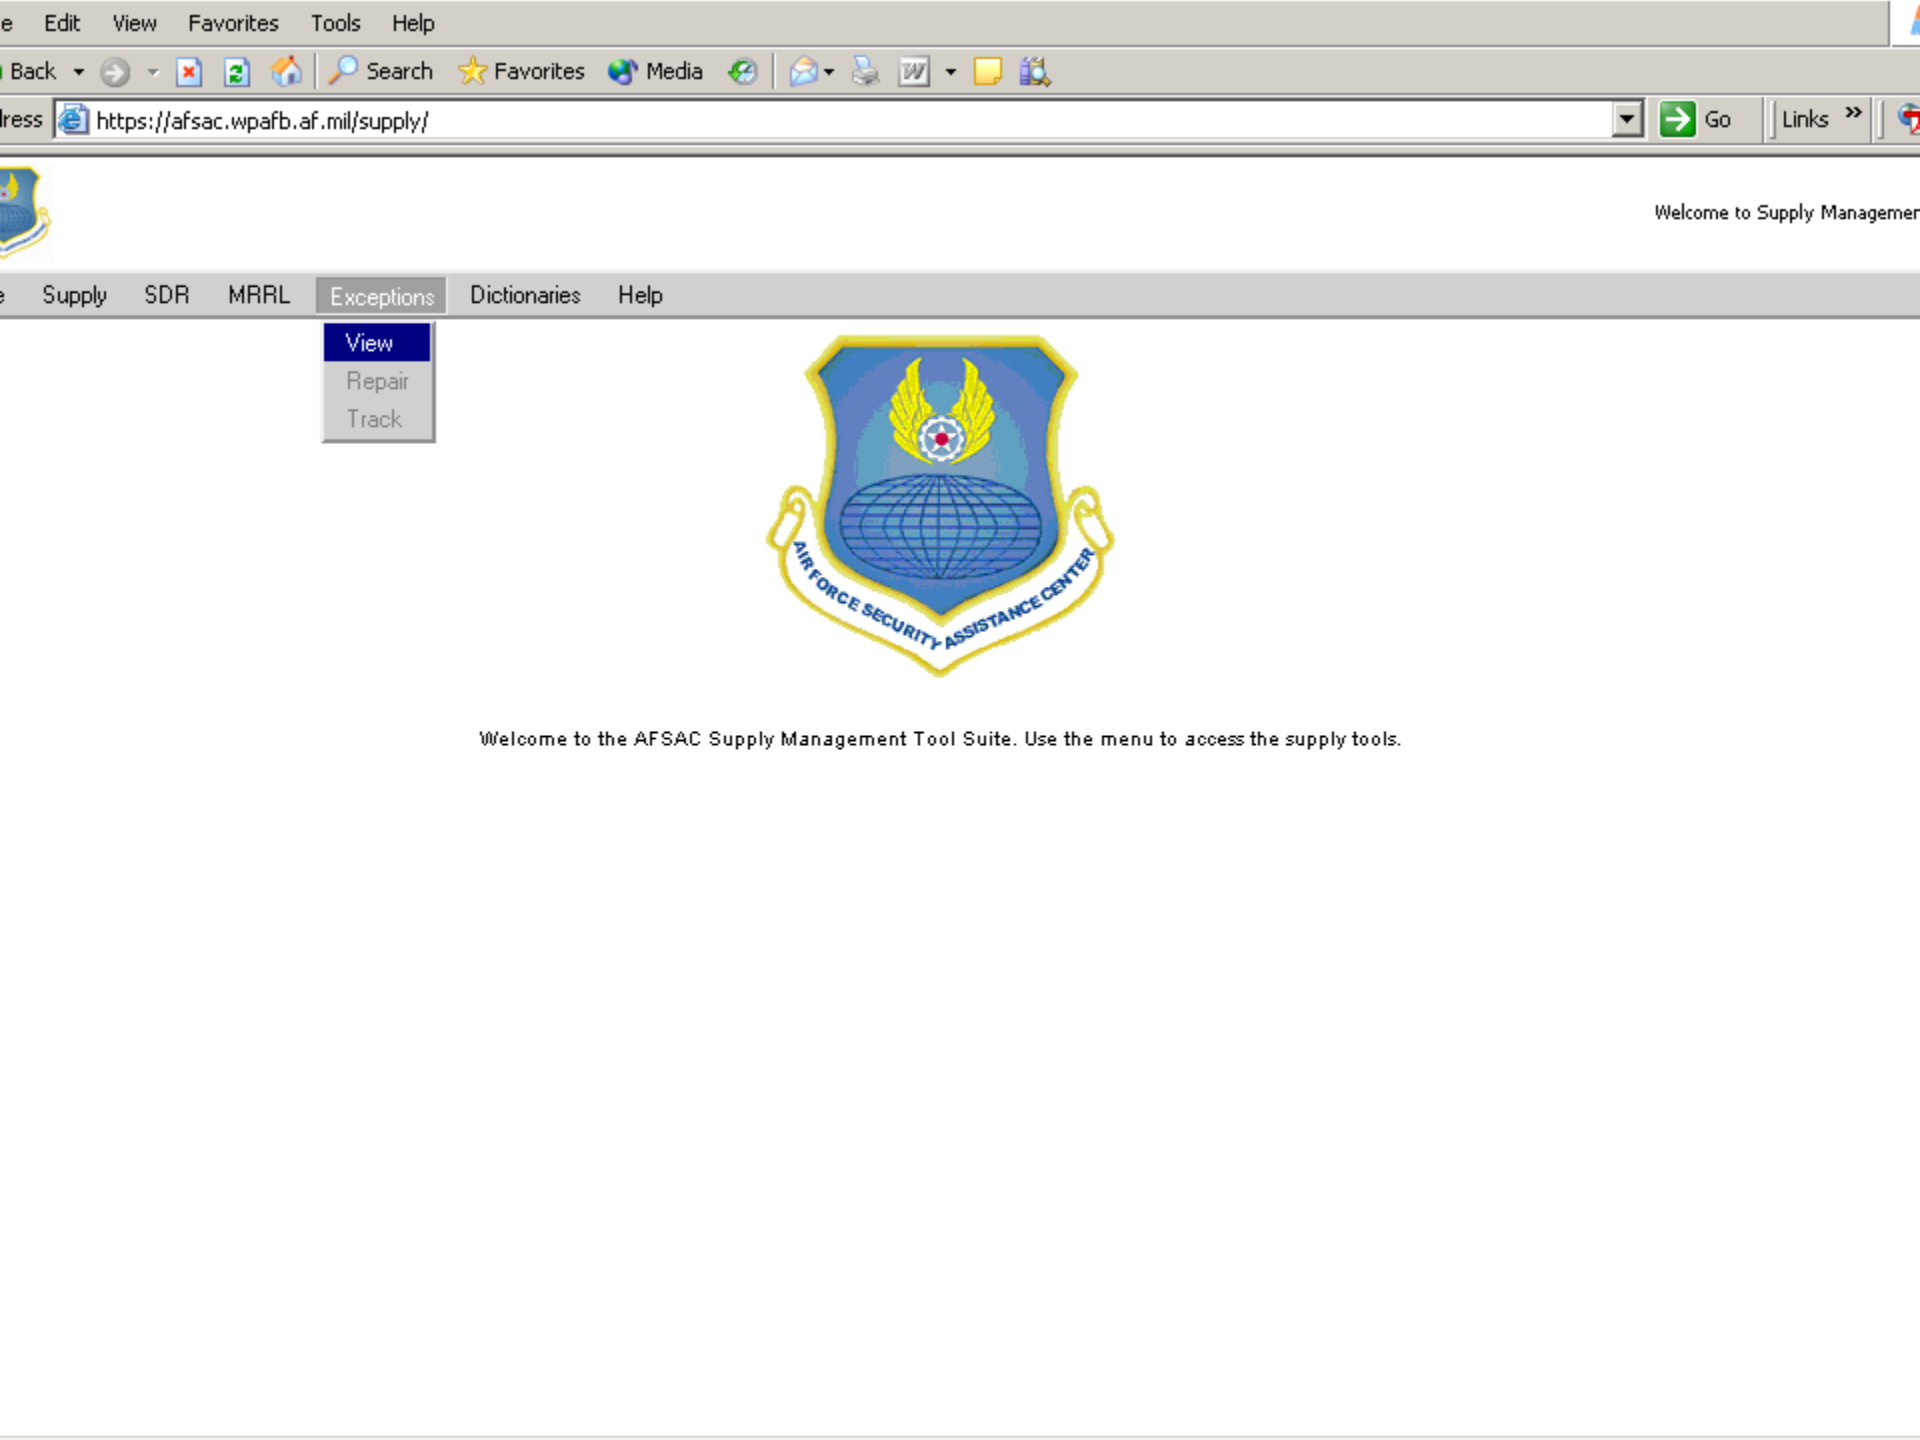 e Edit View Favorites Tools Help
Back Search Favorites Media W
ress https://afsac.wpafb.af.mil/supply/ Go Links »
Welcome to Supply Managemen
e Supply SDR MRRL Exceptions Dictionaries Help
View
Repair
Track
AIR FORCE SECURITY ASSISTANCE CENTER
Welcome to the AFSAC Supply Management Tool Suite. Use the menu to access the supply tools.